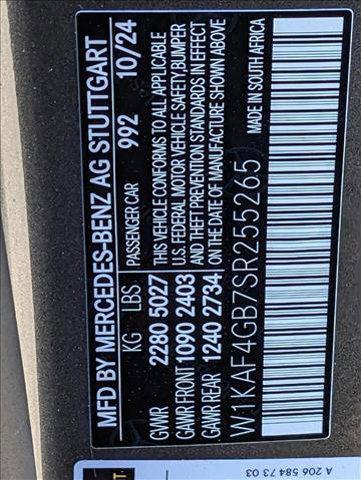 MFD BY MERCEDES-BENZ AG STUTTGART
KG LBS 992 10/24
GVWR 2280 5027
GAWR FRONT 1090 2403
GAWR REAR 1240 2734
PASSENGER CAR
THIS VEHICLE CONFORMS TO ALL APPLICABLE
U.S. FEDERAL MOTOR VEHICLE SAFETY, BUMPER
AND THEFT PREVENTION STANDARDS IN EFFECT
ON THE DATE OF MANUFACTURE SHOWN ABOVE
W1KAF4GB7SR255265
MADE IN SOUTH AFRICA
A 206 584 73 03